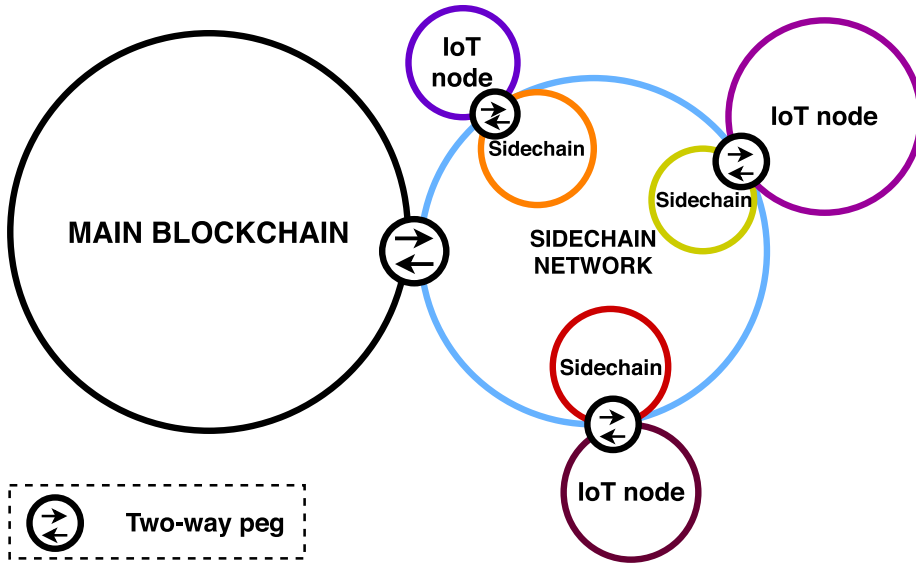 IoT
node
Sidechain
IoT node
Sidechain
MAIN BLOCKCHAIN
SIDECHAIN
NETWORK
Sidechain
IoT node
Two-way peg